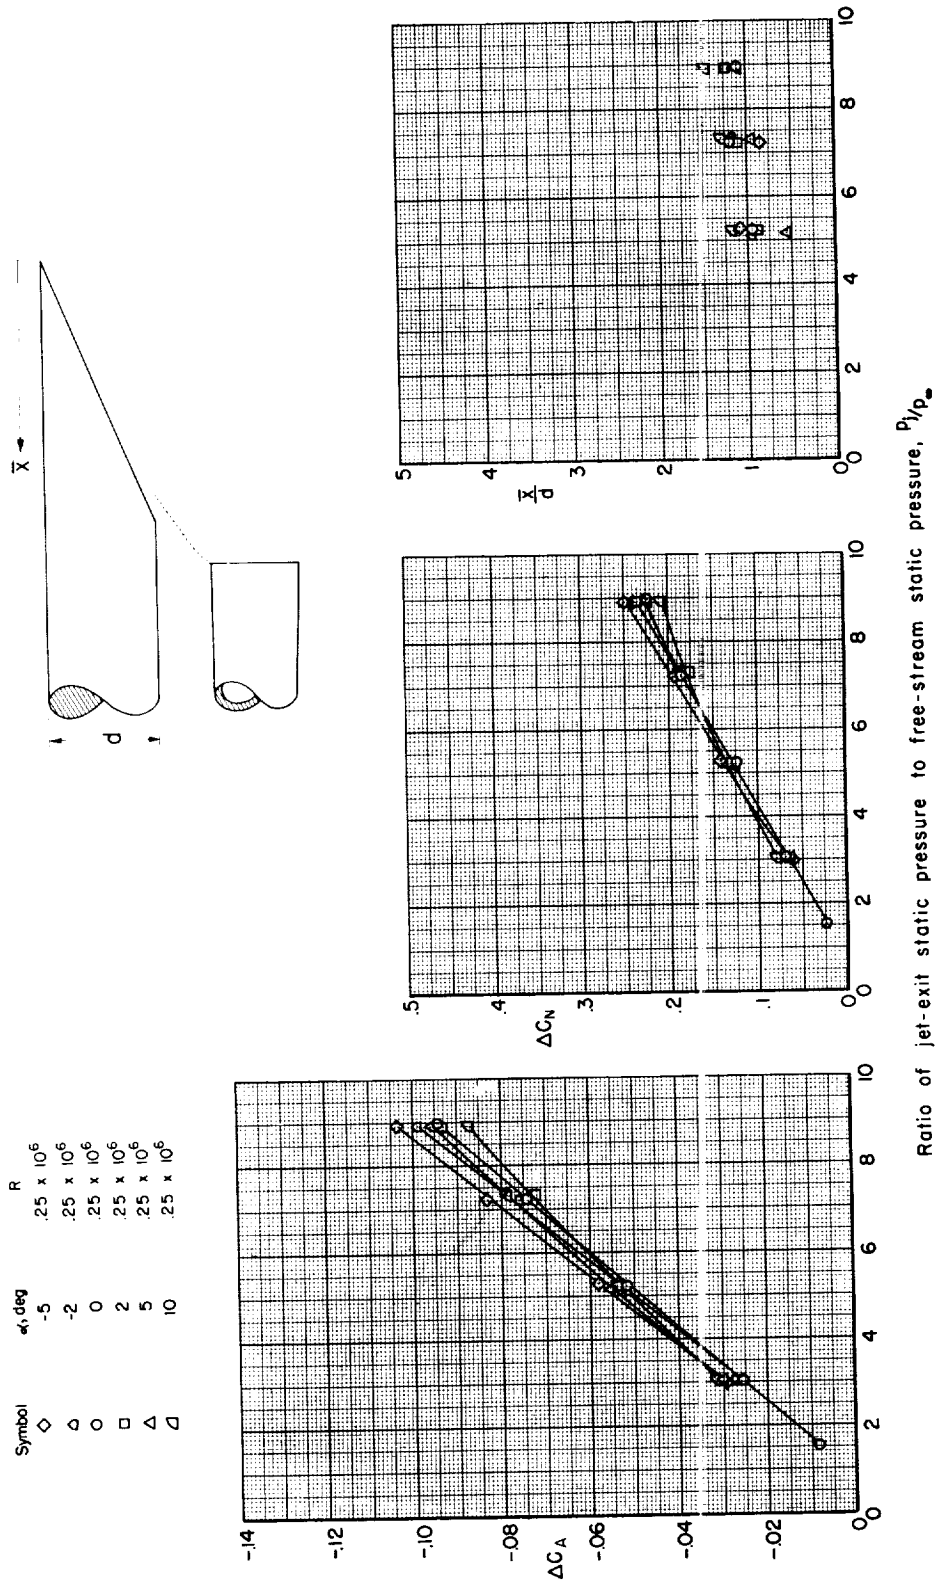 Symbol α, deg R
◇ -5 .25 x 10⁶
△ -2 .25 x 10⁶
○ 0 .25 x 10⁶
□ 2 .25 x 10⁶
△ 5 .25 x 10⁶
◁ 10 .25 x 10⁶
x̄
d
-.14
-.12
-.10
-.08
ΔC_A
-.06
-.04
-.02
0
0 2 4 6 8 10
.5
.4
ΔC_N
.3
.2
.1
0
0 2 4 6 8 10
5
4
x̄/d
3
2
1
0
0 2 4 6 8 10
Ratio of jet-exit static pressure to free-stream static pressure, p_j/p_∞